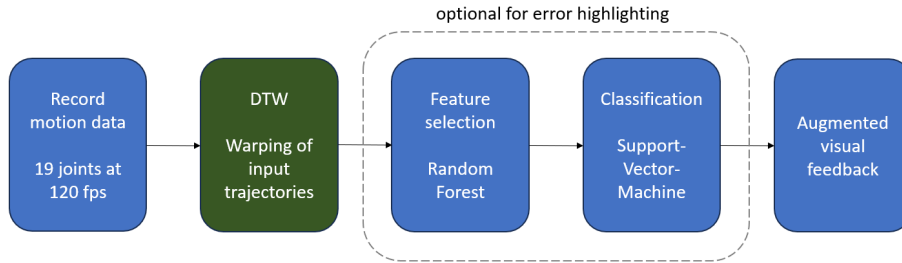 optional for error highlighting
Record
motion data
19 joints at
120 fps
DTW
Warping of
input
trajectories
Feature
selection
Random
Forest
Classification
Support-
Vector-
Machine
Augmented
visual
feedback